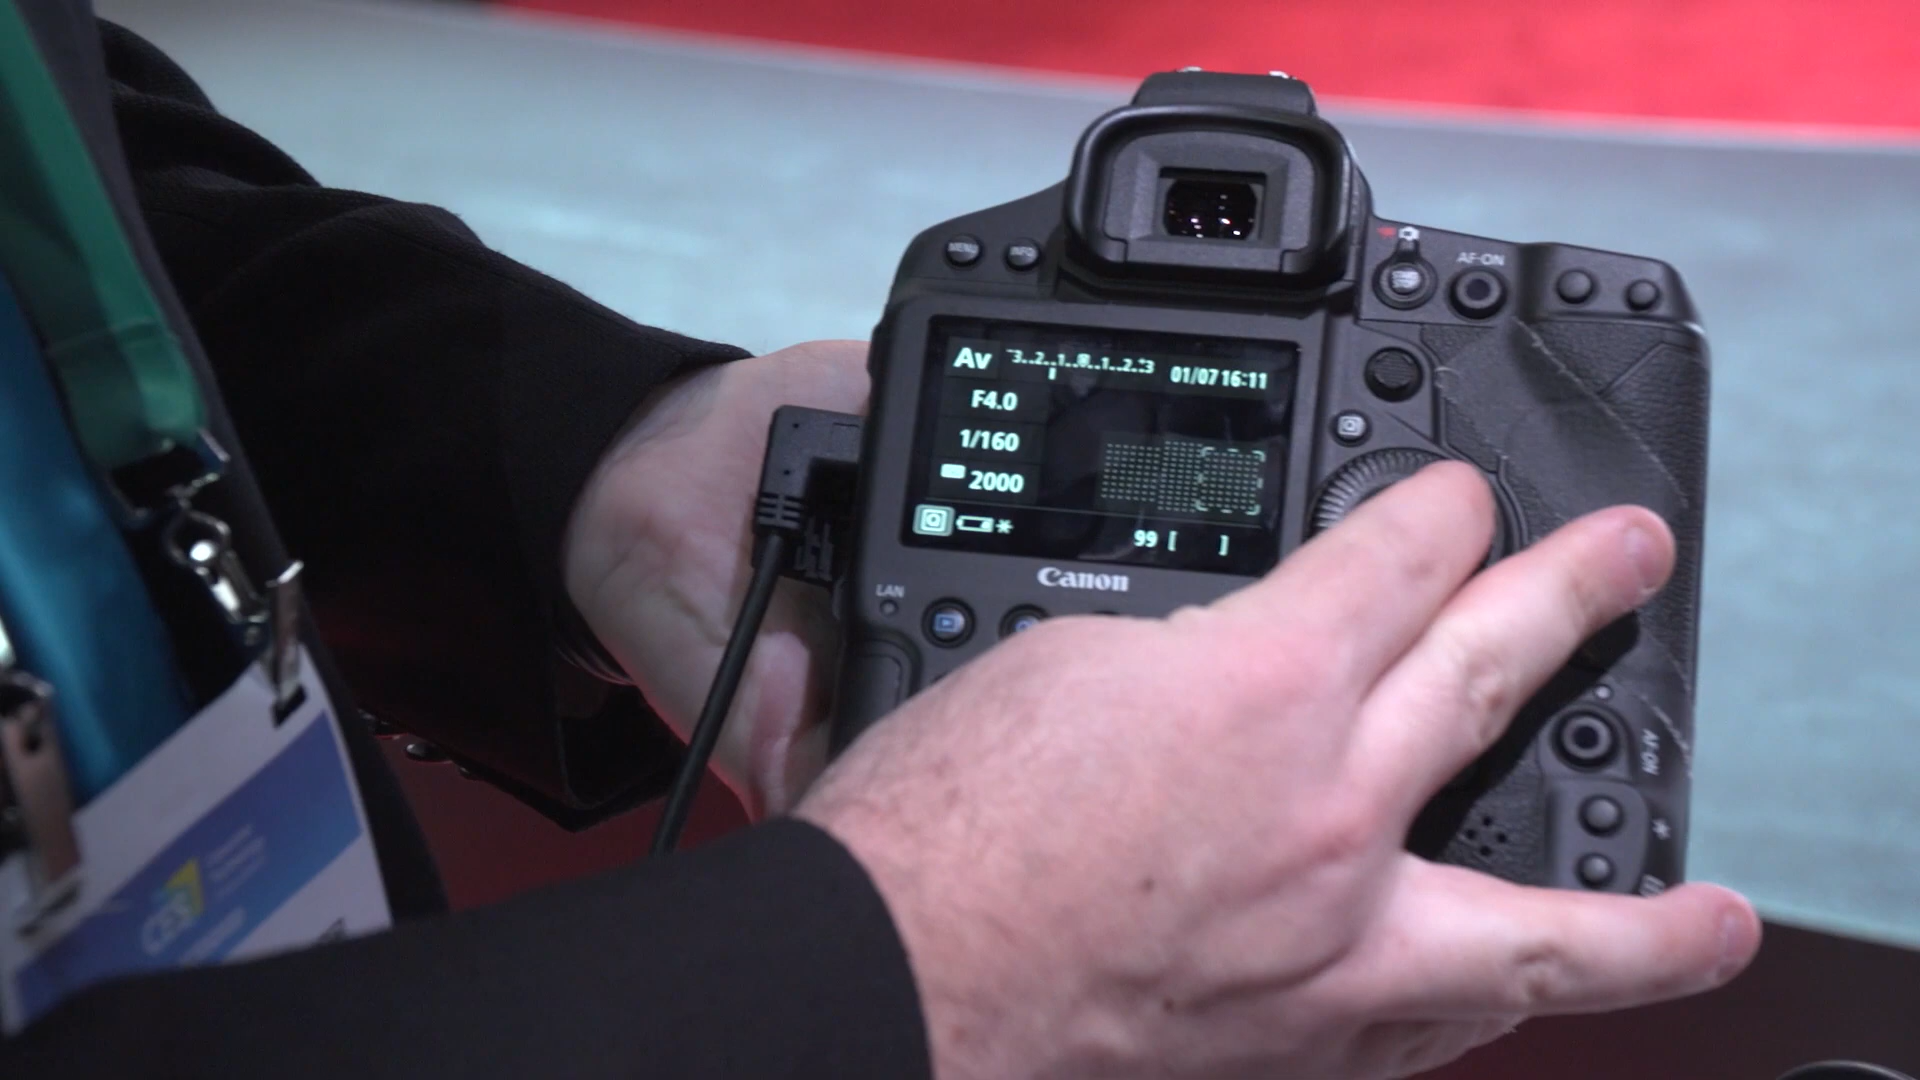 MENU
INFO
AF-ON
Av
-3..2..1..0..1..2..+3
01/07 16:11
F4.0
1/160
2000
99 [ ]
Canon
LAN
AF-ON
CES